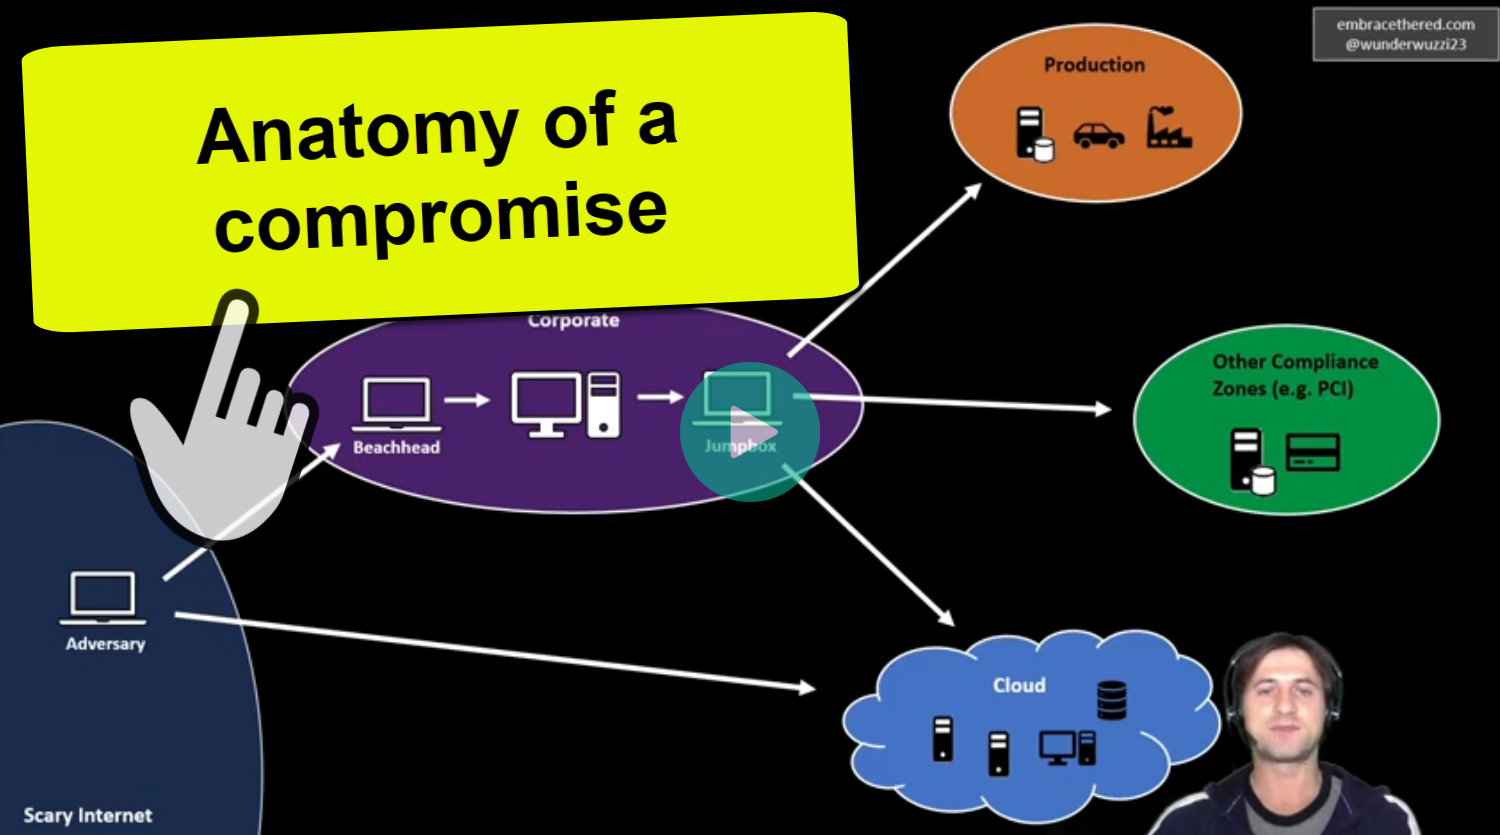 Anatomy of a
compromise
embracethered.com
@wunderwuzzi23
Production
Corporate
Other Compliance
Zones (e.g. PCI)
Beachhead
Jumpbox
Adversary
Cloud
Scary Internet